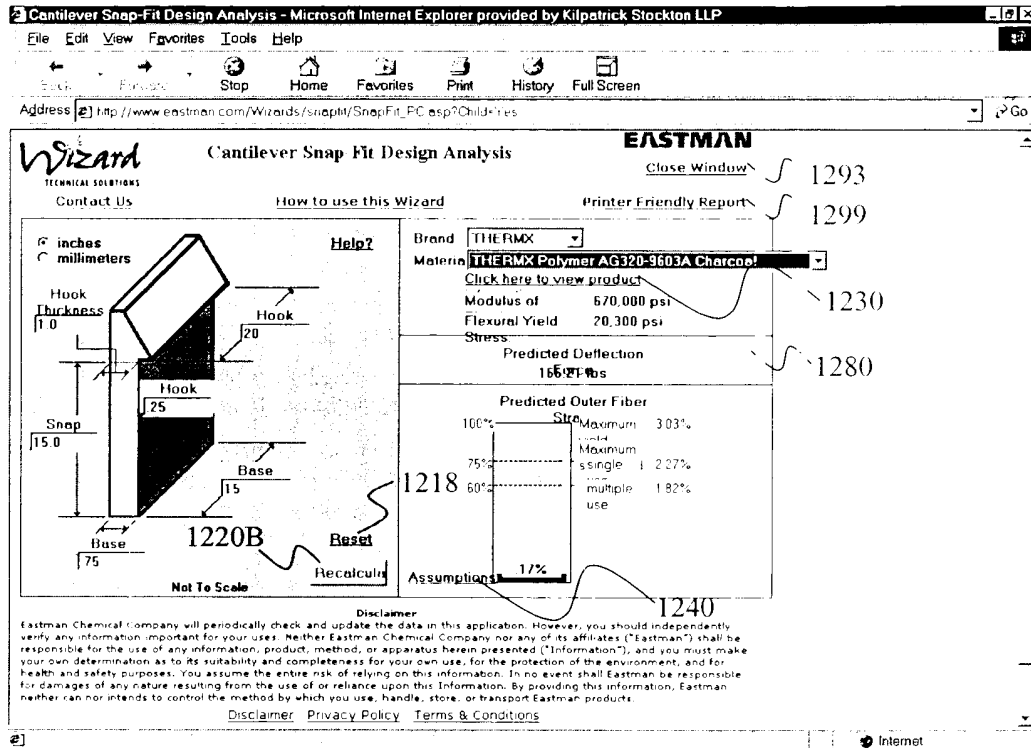 Cantilever Snap-Fit Design Analysis - Microsoft Internet Explorer provided by Kilpatrick Stockton LLP
File Edit View Favorites Tools Help
Back Forward Stop Home Favorites Print History Full Screen
Address http://www.eastman.com/Wizards/snapfit/SnapFit_PC.asp?Child=Yes Go
Wizard
TECHNICAL SOLUTIONS
Cantilever Snap-Fit Design Analysis
EASTMAN
Close Window 1293
Contact Us How to use this Wizard Printer Friendly Report 1299
inches
millimeters
Help?
Hook
Thickness
1.0
Hook
20
Hook
.25
Snap
15.0
Base
15
Base
75
1218
1220B
Reset
Recalcula
Not To Scale
Brand THERMX
Materia THERMX Polymer AG320-9603A Charcoal
Click here to view product
1230
Modulus of 670,000 psi
Flexural Yield 20,300 psi
Stress
Predicted Deflection
lbs
1280
Predicted Outer Fiber
Stra
100% Maximum 3.03%
Maximum
75% single 2.27%
60% multiple 1.82%
use
17%
Assumptions
1240
Disclaimer
Eastman Chemical Company will periodically check and update the data in this application. However, you should independently
verify any information important for your uses. Neither Eastman Chemical Company nor any of its affiliates ("Eastman") shall be
responsible for the use of any information, product, method, or apparatus herein presented ("Information"), and you must make
your own determination as to its suitability and completeness for your own use, for the protection of the environment, and for
health and safety purposes. You assume the entire risk of relying on this information. In no event shall Eastman be responsible
for damages of any nature resulting from the use of or reliance upon this Information. By providing this information, Eastman
neither can nor intends to control the method by which you use, handle, store, or transport Eastman products.
Disclaimer Privacy Policy Terms & Conditions
Internet